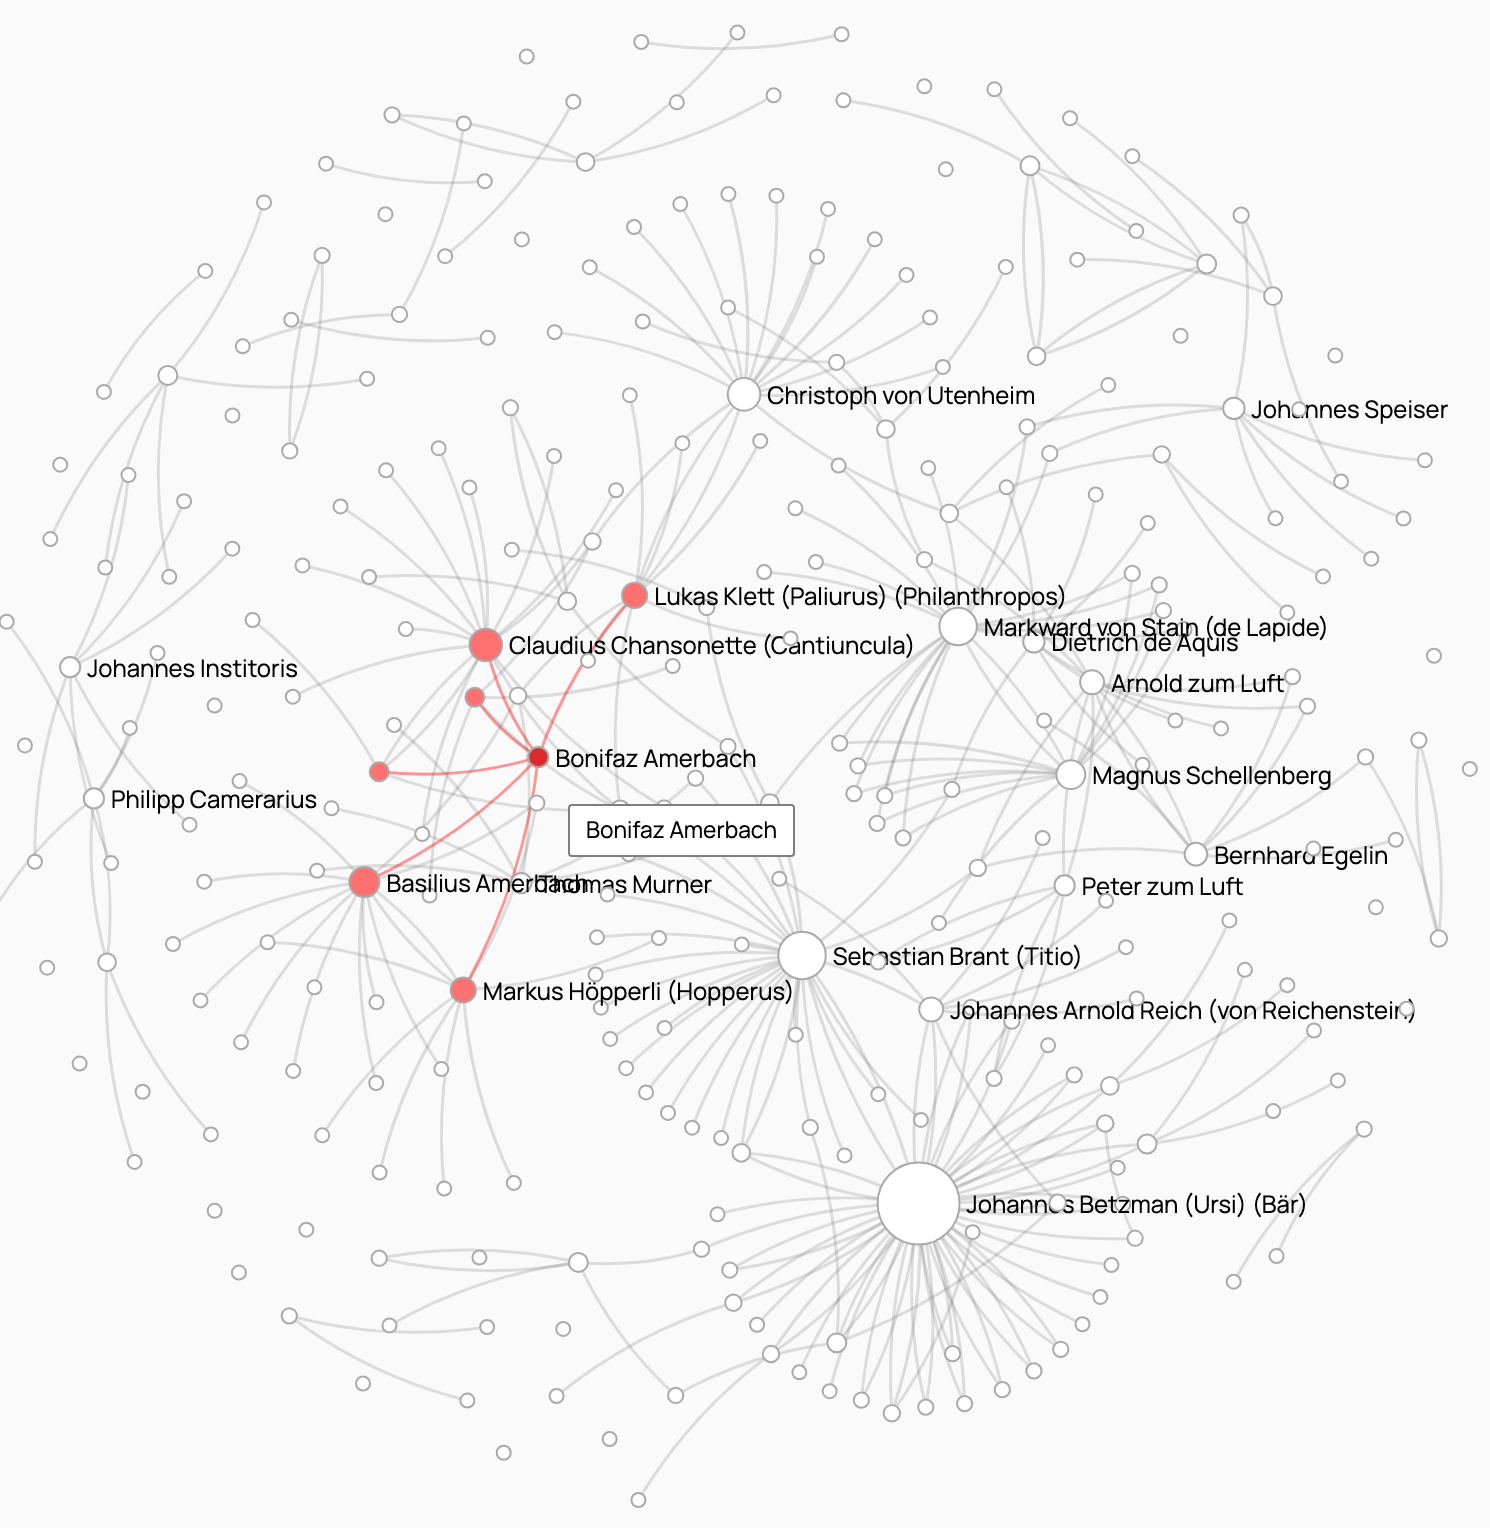 Christoph von Utenheim
Johannes Speiser
Lukas Klett (Paliurus) (Philanthropos)
Markward von Stain (de Lapide)
Claudius Chansonette (Cantiuncula)
Dietrich de Aquis
Johannes Institoris
Arnold zum Luft
Bonifaz Amerbach
Magnus Schellenberg
Philipp Camerarius
Bonifaz Amerbach
Bernhard Egelin
Basilius Amerbach
Thomas Murner
Peter zum Luft
Sebastian Brant (Titio)
Markus Höpperli (Hopperus)
Johannes Arnold Reich (von Reichenstein)
Johannes Betzman (Ursi) (Bär)